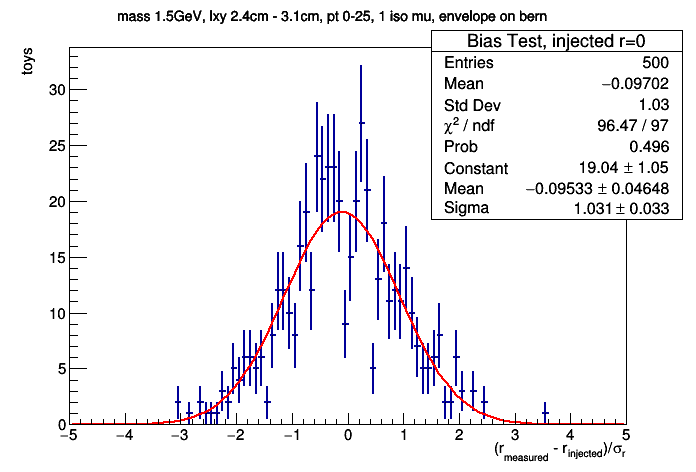 mass 1.5GeV, lxy 2.4cm - 3.1cm, pt 0-25, 1 iso mu, envelope on bern
toys
Bias Test, injected r=0
Entries 500
Mean −0.09702
Std Dev 1.03
χ² / ndf 96.47 / 97
Prob 0.496
Constant 19.04 ± 1.05
Mean −0.09533 ± 0.04648
Sigma 1.031 ± 0.033
30
25
20
15
10
5
0
−5 −4 −3 −2 −1 0 1 2 3 4 5
(r_measured - r_injected)/σ_r